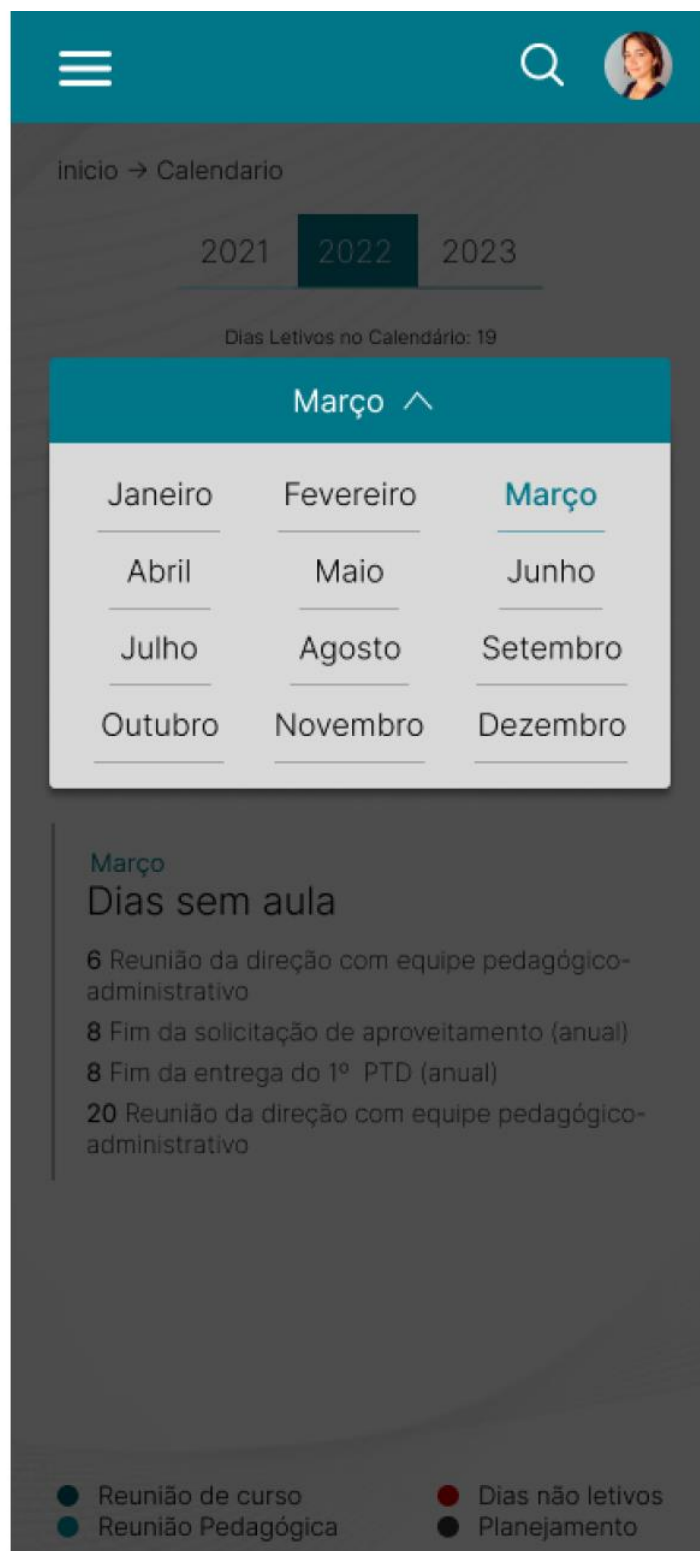 inicio → Calendario
2021 2022 2023
Dias Letivos no Calendário: 19
Março
Janeiro Fevereiro Março
Abril Maio Junho
Julho Agosto Setembro
Outubro Novembro Dezembro
Março
Dias sem aula
6 Reunião da direção com equipe pedagógico-
administrativo
8 Fim da solicitação de aproveitamento (anual)
8 Fim da entrega do 1º PTD (anual)
20 Reunião da direção com equipe pedagógico-
administrativo
Reunião de curso Dias não letivos
Reunião Pedagógica Planejamento